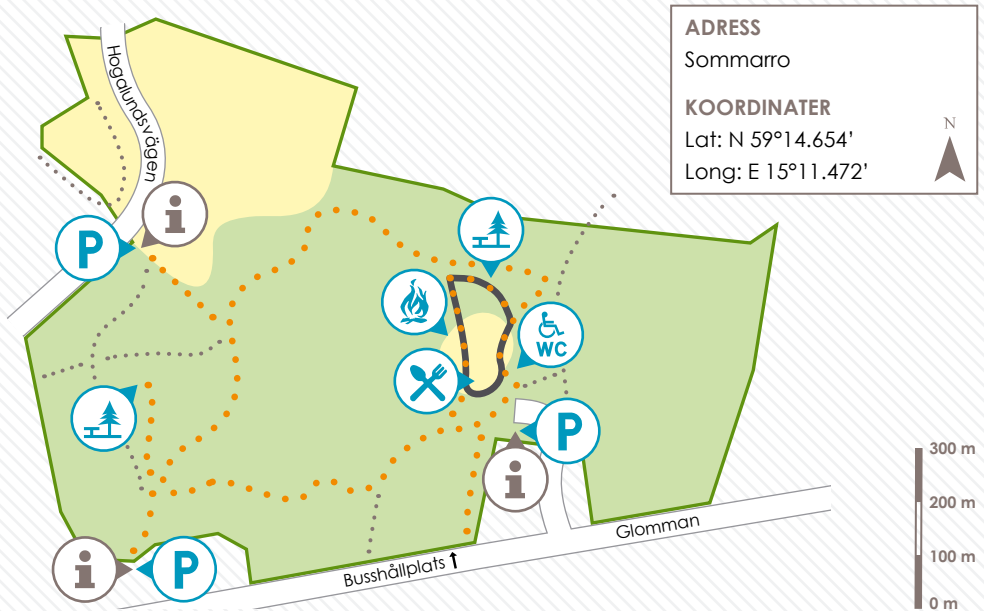 ADRESS
Sommarro
KOORDINATER
Lat: N 59°14.654’
Long: E 15°11.472’
N
Hogalundsvägen
i
P
WC
P
i
i
P
Glomman
Busshållplats ↑
300 m
200 m
100 m
0 m